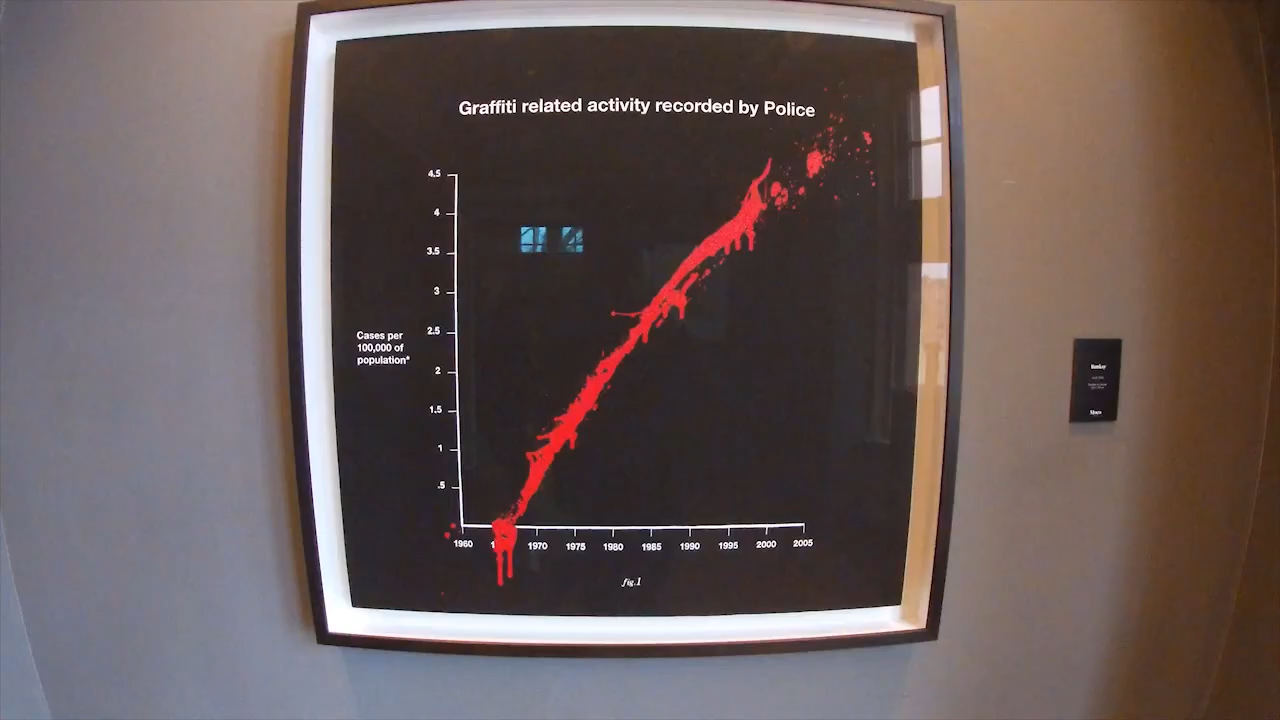 Graffiti related activity recorded by Police
4.5
4
3.5
3
2.5
Cases per
100,000 of
population*
2
1.5
1
.5
1960 1970 1975 1980 1985 1990 1995 2000 2005
fig.1
Banksy